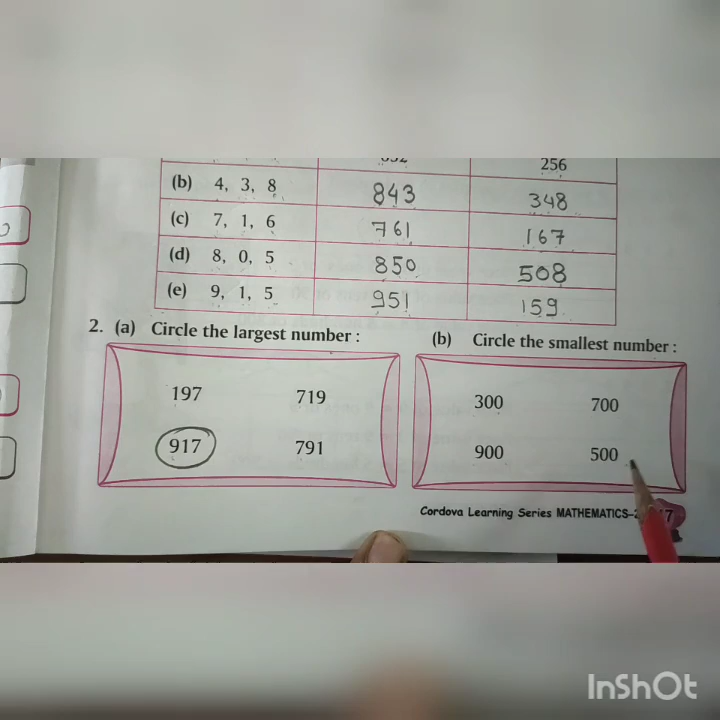 256
(b) 4, 3, 8 843 348
(c) 7, 1, 6 761 167
(d) 8, 0, 5 850 508
(e) 9, 1, 5 951 159
2. (a) Circle the largest number : (b) Circle the smallest number :
197 719 300 700
917 791 900 500
Cordova Learning Series MATHEMATICS–
InShOt